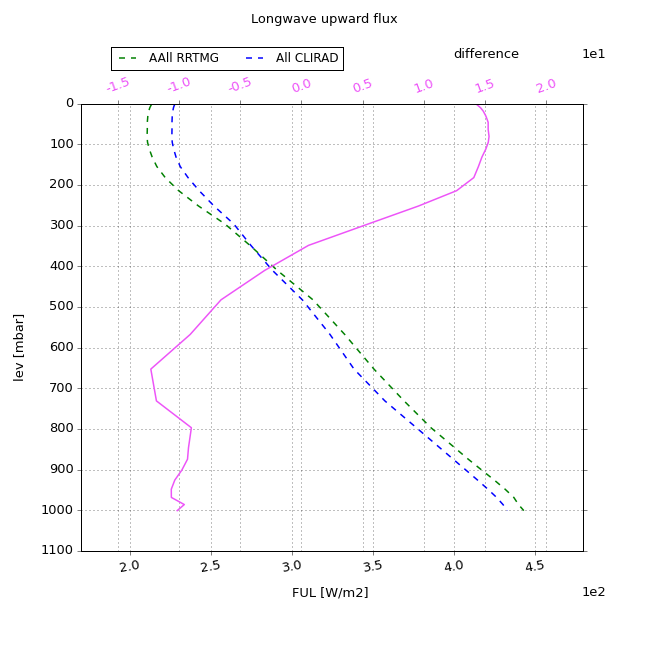 Longwave upward flux
AAll RRTMG All CLIRAD
difference 1e1
-1.5 -1.0 -0.5 0.0 0.5 1.0 1.5 2.0
0
100
200
300
400
500
600
700
800
900
1000
1100
lev [mbar]
2.0 2.5 3.0 3.5 4.0 4.5
FUL [W/m2] 1e2